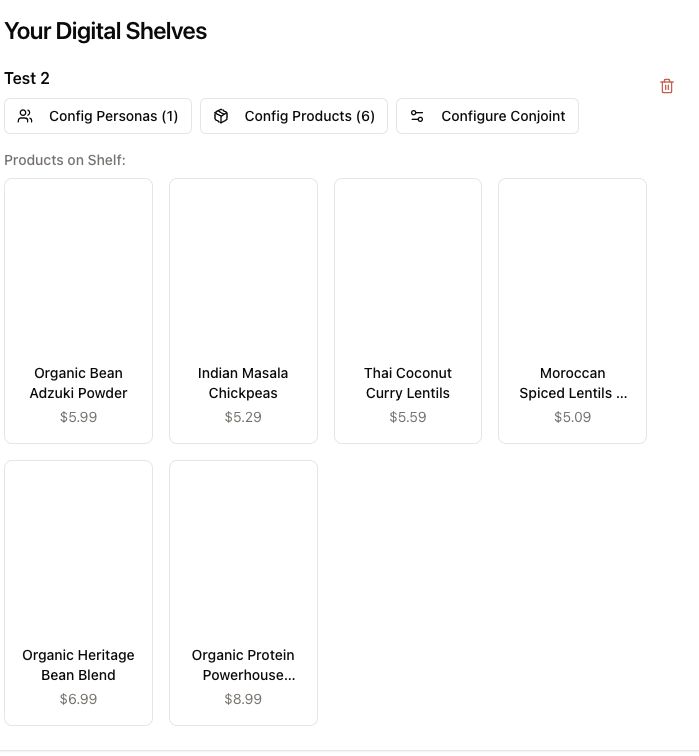 Your Digital Shelves
Test 2
Config Personas (1)
Config Products (6)
Configure Conjoint
Products on Shelf:
Organic Bean
Adzuki Powder
$5.99
Indian Masala
Chickpeas
$5.29
Thai Coconut
Curry Lentils
$5.59
Moroccan
Spiced Lentils ...
$5.09
Organic Heritage
Bean Blend
$6.99
Organic Protein
Powerhouse...
$8.99